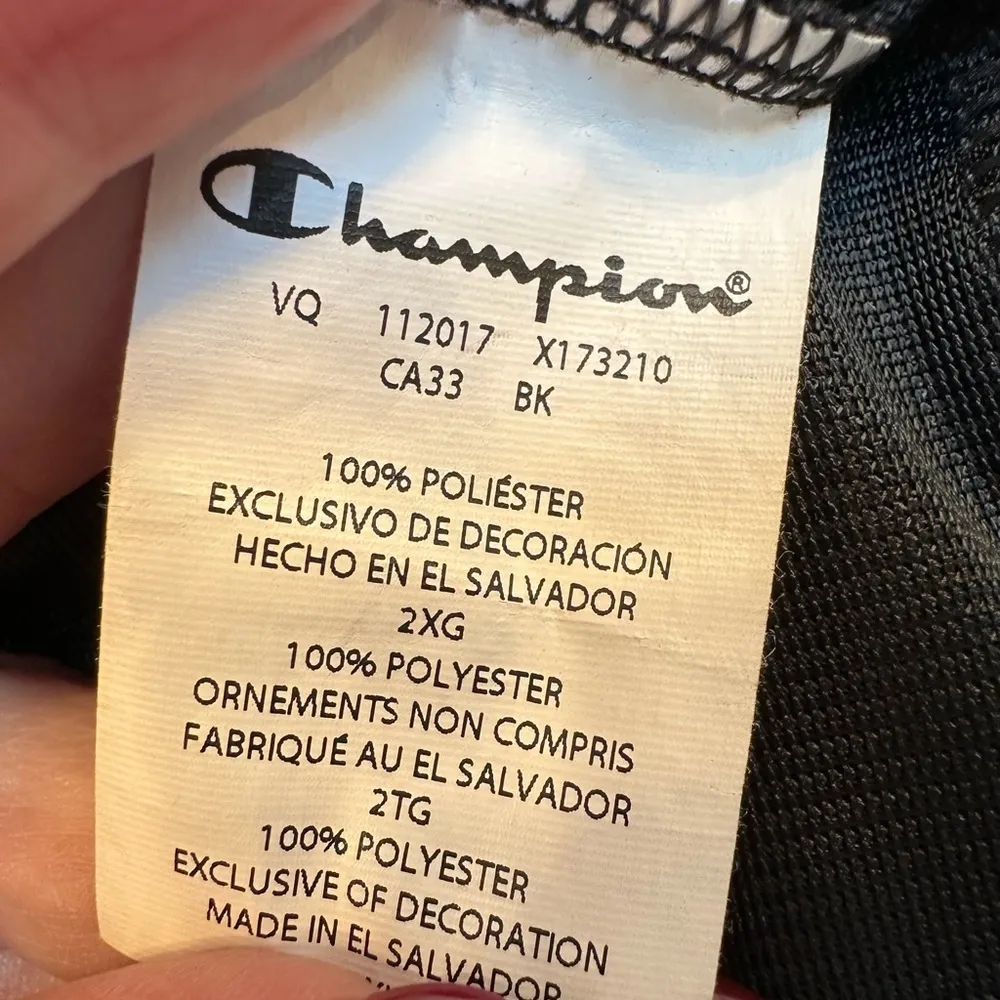 Champion®
VQ 112017 X173210
CA33 BK
100% POLIÉSTER
EXCLUSIVO DE DECORACIÓN
HECHO EN EL SALVADOR
2XG
100% POLYESTER
ORNEMENTS NON COMPRIS
FABRIQUÉ AU EL SALVADOR
2TG
100% POLYESTER
EXCLUSIVE OF DECORATION
MADE IN EL SALVADOR